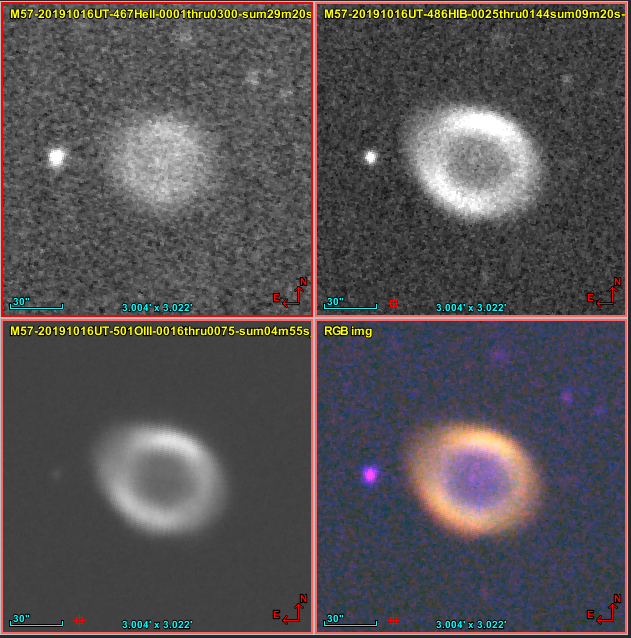 M57-20191016UT-467HeII-0001thru0300-sum29m20s
M57-20191016UT-486HIB-0025thru0144sum09m20s-
30"
3.004' x 3.022'
E
N
30"
3.004' x 3.022'
E
N
M57-20191016UT-501OIII-0016thru0075-sum04m55s
RGB img
30"
3.004' x 3.022'
E
N
30"
3.004' x 3.022'
E
N